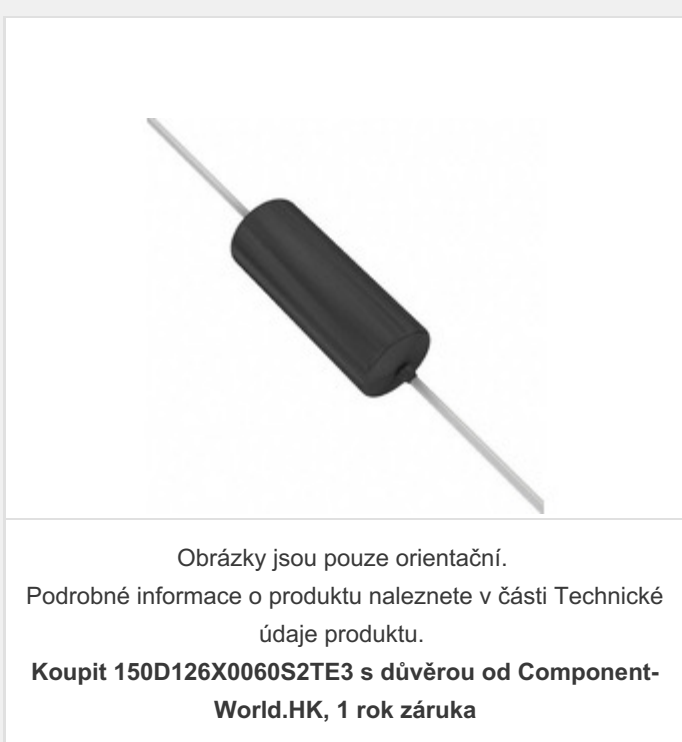 Obrázky jsou pouze orientační.
Podrobné informace o produktu naleznete v části Technické
údaje produktu.
Koupit 150D126X0060S2TE3 s důvěrou od Component-
World.HK, 1 rok záruka